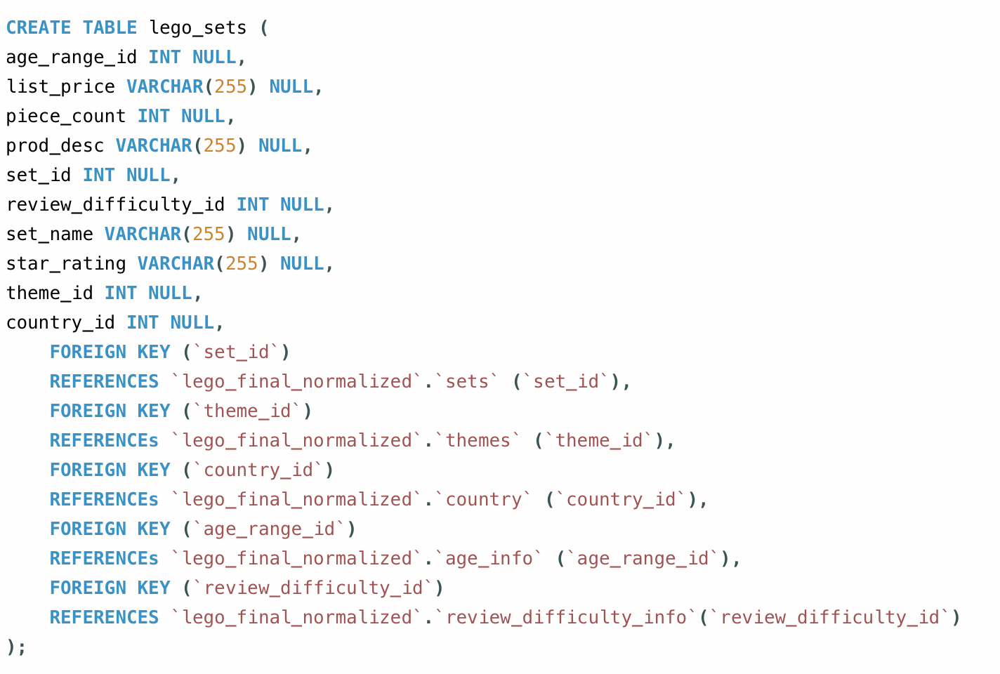 CREATE TABLE lego_sets (
age_range_id INT NULL,
list_price VARCHAR(255) NULL,
piece_count INT NULL,
prod_desc VARCHAR(255) NULL,
set_id INT NULL,
review_difficulty_id INT NULL,
set_name VARCHAR(255) NULL,
star_rating VARCHAR(255) NULL,
theme_id INT NULL,
country_id INT NULL,
    FOREIGN KEY (`set_id`)
    REFERENCES `lego_final_normalized`.`sets` (`set_id`),
    FOREIGN KEY (`theme_id`)
    REFERENCEs `lego_final_normalized`.`themes` (`theme_id`),
    FOREIGN KEY (`country_id`)
    REFERENCEs `lego_final_normalized`.`country` (`country_id`),
    FOREIGN KEY (`age_range_id`)
    REFERENCEs `lego_final_normalized`.`age_info` (`age_range_id`),
    FOREIGN KEY (`review_difficulty_id`)
    REFERENCES `lego_final_normalized`.`review_difficulty_info`(`review_difficulty_id`)
);